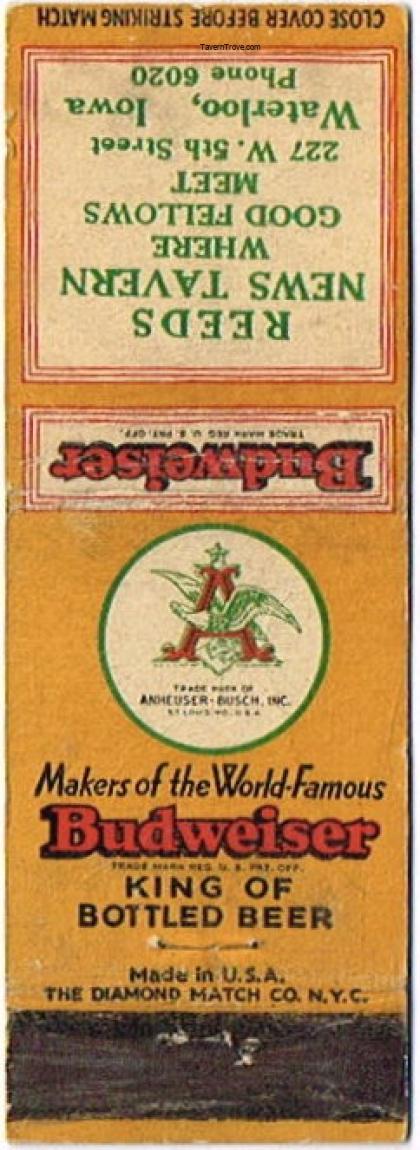 CLOSE COVER BEFORE STRIKING MATCH
TavernTrove.com
REEDS
NEWS TAVERN
WHERE
GOOD FELLOWS
MEET
227 W. 5th Street
Waterloo, Iowa
Phone 6020
Budweiser
TRADE MARK REG. U. S. PAT. OFF.
A
TRADE MARK OF
ANHEUSER-BUSCH, INC.
ST. LOUIS, MO., U.S.A.
Makers of the World-Famous
Budweiser
TRADE MARK REG. U. S. PAT. OFF.
KING OF
BOTTLED BEER
Made in U.S.A.
THE DIAMOND MATCH CO. N.Y.C.